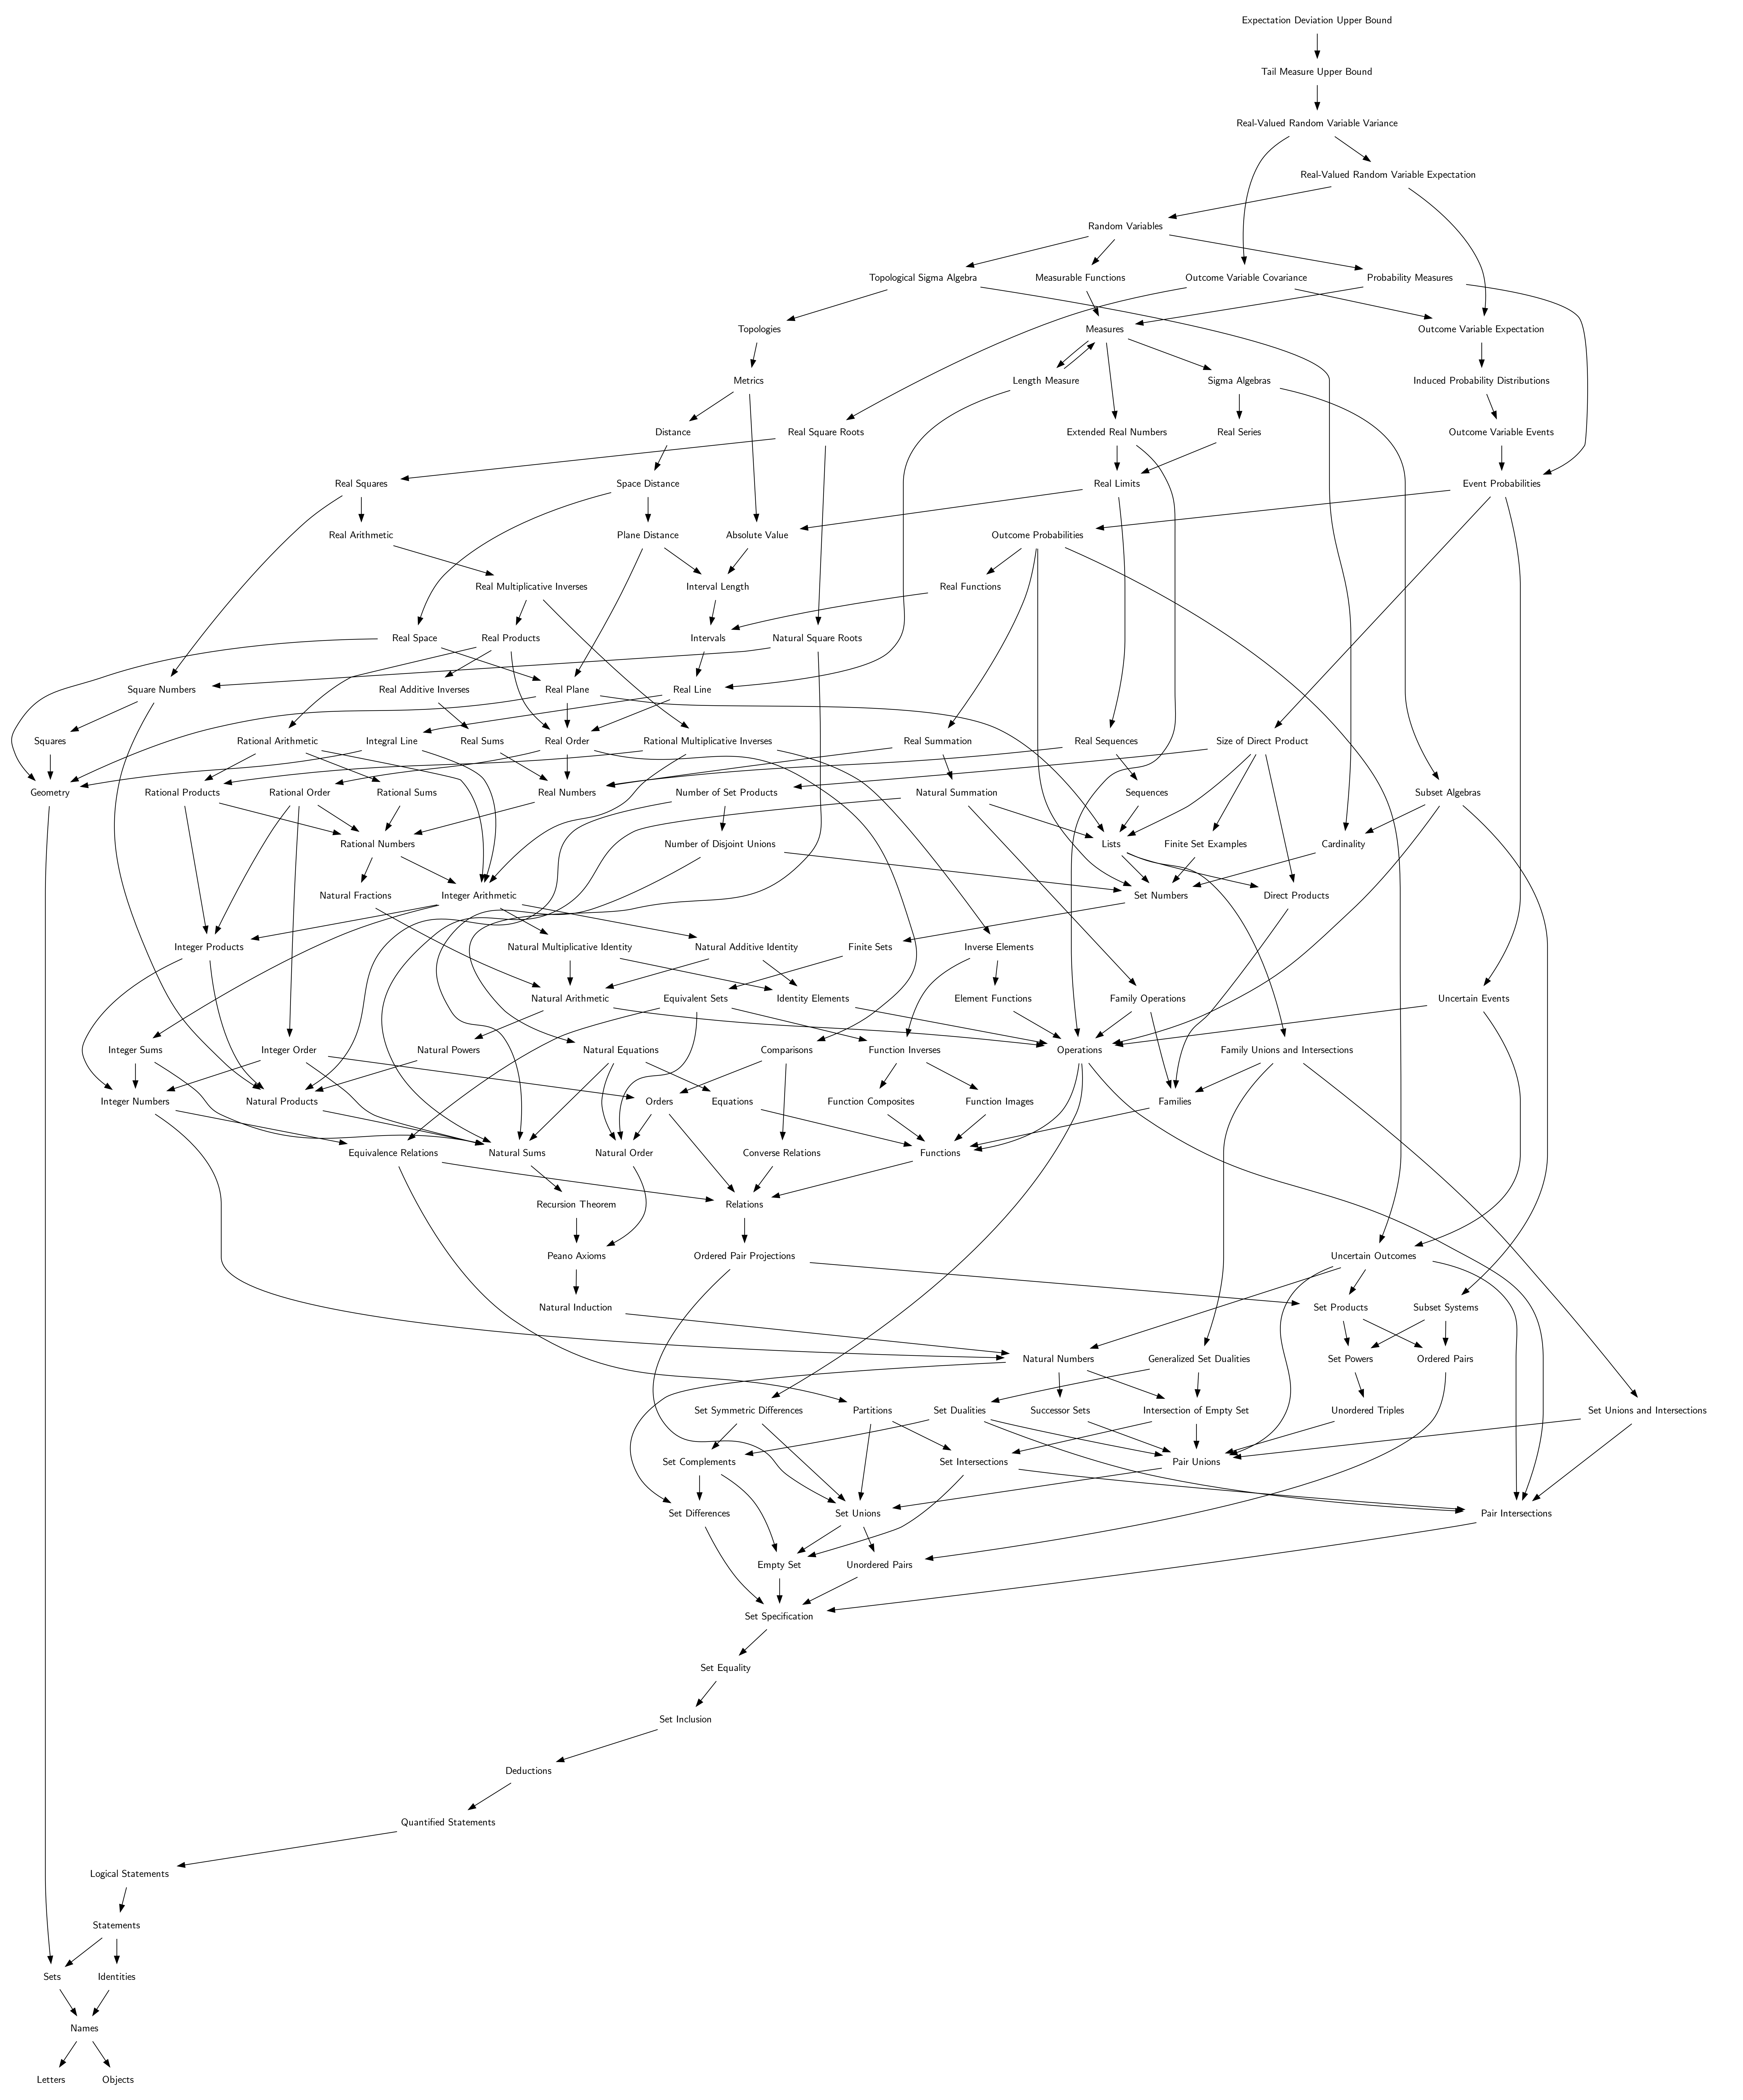 Expectation Deviation Upper Bound
Tail Measure Upper Bound
Real-Valued Random Variable Variance
Real-Valued Random Variable Expectation
Random Variables
Topological Sigma Algebra
Measurable Functions
Outcome Variable Covariance
Probability Measures
Topologies
Measures
Outcome Variable Expectation
Metrics
Length Measure
Sigma Algebras
Induced Probability Distributions
Distance
Real Square Roots
Extended Real Numbers
Real Series
Outcome Variable Events
Real Squares
Space Distance
Real Limits
Event Probabilities
Real Arithmetic
Plane Distance
Absolute Value
Outcome Probabilities
Real Multiplicative Inverses
Interval Length
Real Functions
Real Space
Real Products
Intervals
Natural Square Roots
Square Numbers
Real Additive Inverses
Real Plane
Real Line
Squares
Rational Arithmetic
Integral Line
Real Sums
Real Order
Rational Multiplicative Inverses
Real Summation
Real Sequences
Size of Direct Product
Geometry
Rational Products
Rational Order
Rational Sums
Real Numbers
Number of Set Products
Natural Summation
Sequences
Subset Algebras
Rational Numbers
Number of Disjoint Unions
Lists
Finite Set Examples
Cardinality
Natural Fractions
Integer Arithmetic
Set Numbers
Direct Products
Integer Products
Natural Multiplicative Identity
Natural Additive Identity
Finite Sets
Inverse Elements
Natural Arithmetic
Equivalent Sets
Identity Elements
Element Functions
Family Operations
Uncertain Events
Integer Sums
Integer Order
Natural Powers
Natural Equations
Comparisons
Function Inverses
Operations
Family Unions and Intersections
Integer Numbers
Natural Products
Orders
Equations
Function Composites
Function Images
Families
Equivalence Relations
Natural Sums
Natural Order
Converse Relations
Functions
Recursion Theorem
Relations
Peano Axioms
Ordered Pair Projections
Uncertain Outcomes
Natural Induction
Set Products
Subset Systems
Natural Numbers
Generalized Set Dualities
Set Powers
Ordered Pairs
Set Symmetric Differences
Partitions
Set Dualities
Successor Sets
Intersection of Empty Set
Unordered Triples
Set Unions and Intersections
Set Complements
Set Intersections
Pair Unions
Set Differences
Set Unions
Pair Intersections
Empty Set
Unordered Pairs
Set Specification
Set Equality
Set Inclusion
Deductions
Quantified Statements
Logical Statements
Statements
Sets
Identities
Names
Letters
Objects